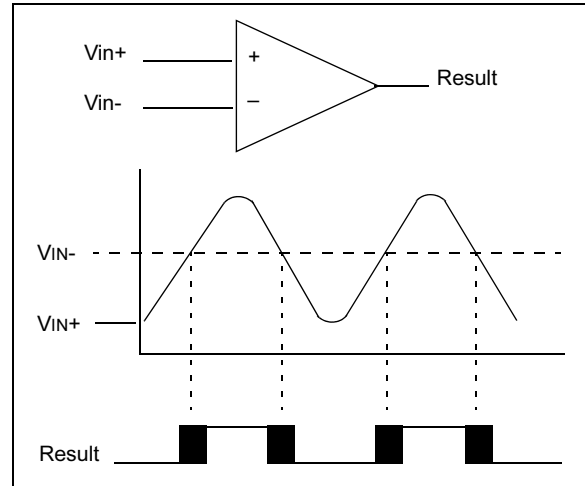 Vin+
+
Result
Vin-
–
VIN-
VIN+
Result